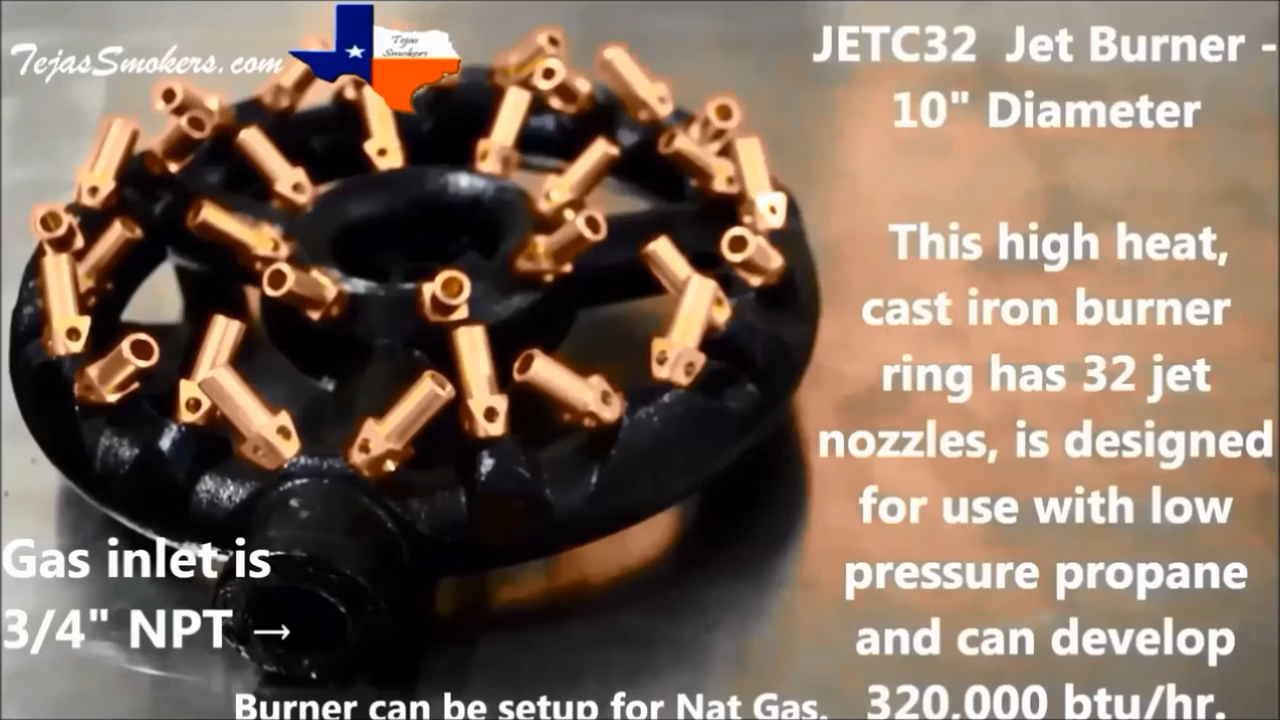 TejasSmokers.com
Tejas
Smokers
JETC32 Jet Burner -
10" Diameter
This high heat,
cast iron burner
ring has 32 jet
nozzles, is designed
for use with low
pressure propane
and can develop
320,000 btu/hr.
Gas inlet is
3/4" NPT →
Burner can be setup for Nat Gas.